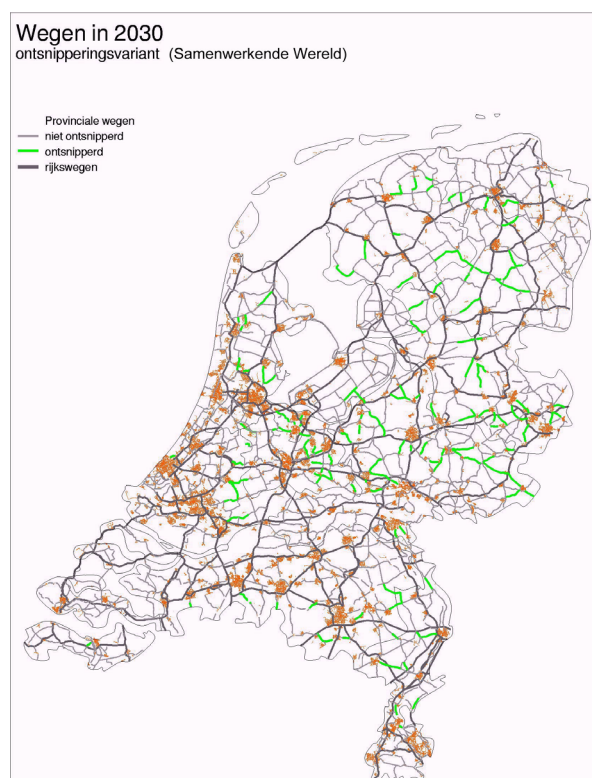 Wegen in 2030
ontsnipperingsvariant (Samenwerkende Wereld)
Provinciale wegen
niet ontsnipperd
ontsnipperd
rijkswegen